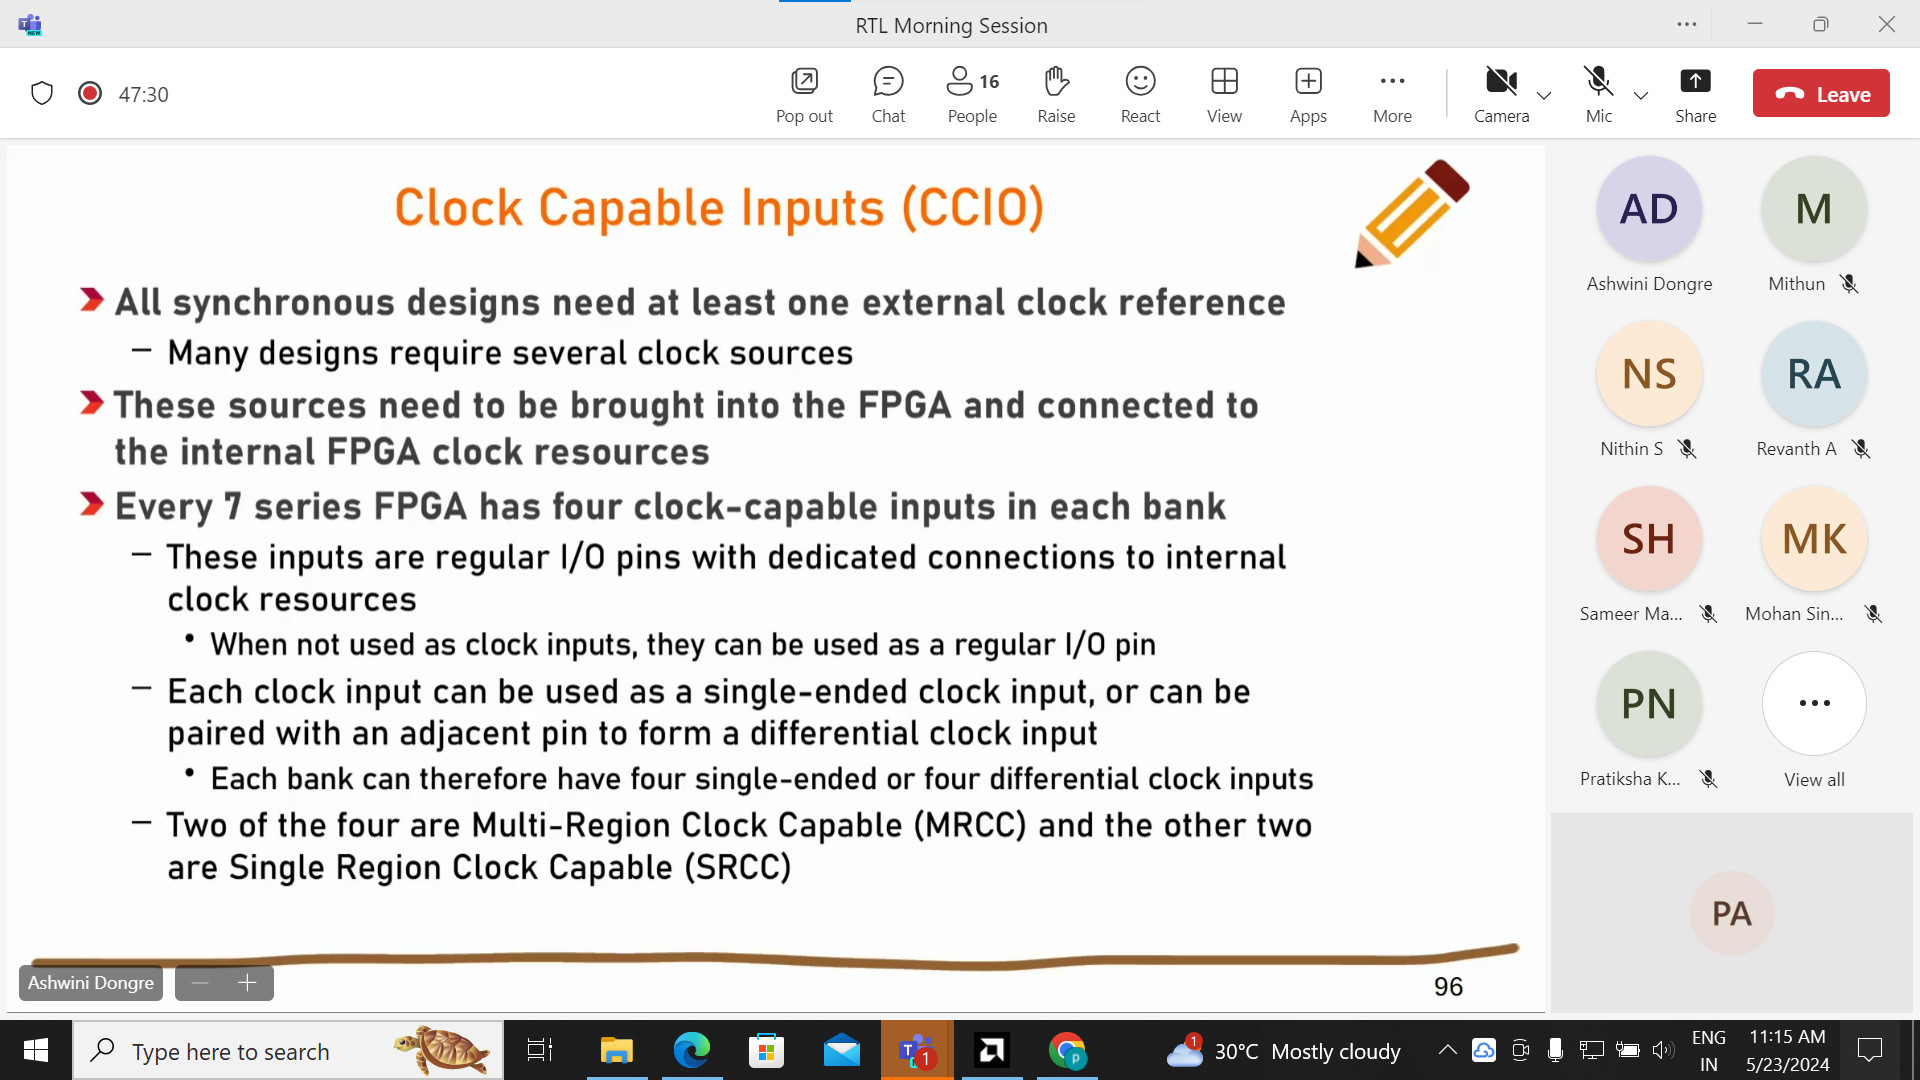 RTL Morning Session
NEW
47:30
Pop out
Chat
16
People
Raise
React
View
Apps
More
Camera
Mic
Share
Leave
Clock Capable Inputs (CCIO)
All synchronous designs need at least one external clock reference
– Many designs require several clock sources
These sources need to be brought into the FPGA and connected to
the internal FPGA clock resources
Every 7 series FPGA has four clock-capable inputs in each bank
– These inputs are regular I/O pins with dedicated connections to internal
clock resources
• When not used as clock inputs, they can be used as a regular I/O pin
– Each clock input can be used as a single-ended clock input, or can be
paired with an adjacent pin to form a differential clock input
• Each bank can therefore have four single-ended or four differential clock inputs
– Two of the four are Multi-Region Clock Capable (MRCC) and the other two
are Single Region Clock Capable (SRCC)
96
Ashwini Dongre
AD
Ashwini Dongre
M
Mithun
NS
Nithin S
RA
Revanth A
SH
Sameer Ma...
MK
Mohan Sin...
PN
Pratiksha K...
View all
PA
Type here to search
1
p
1
30°C Mostly cloudy
ENG
IN
11:15 AM
5/23/2024